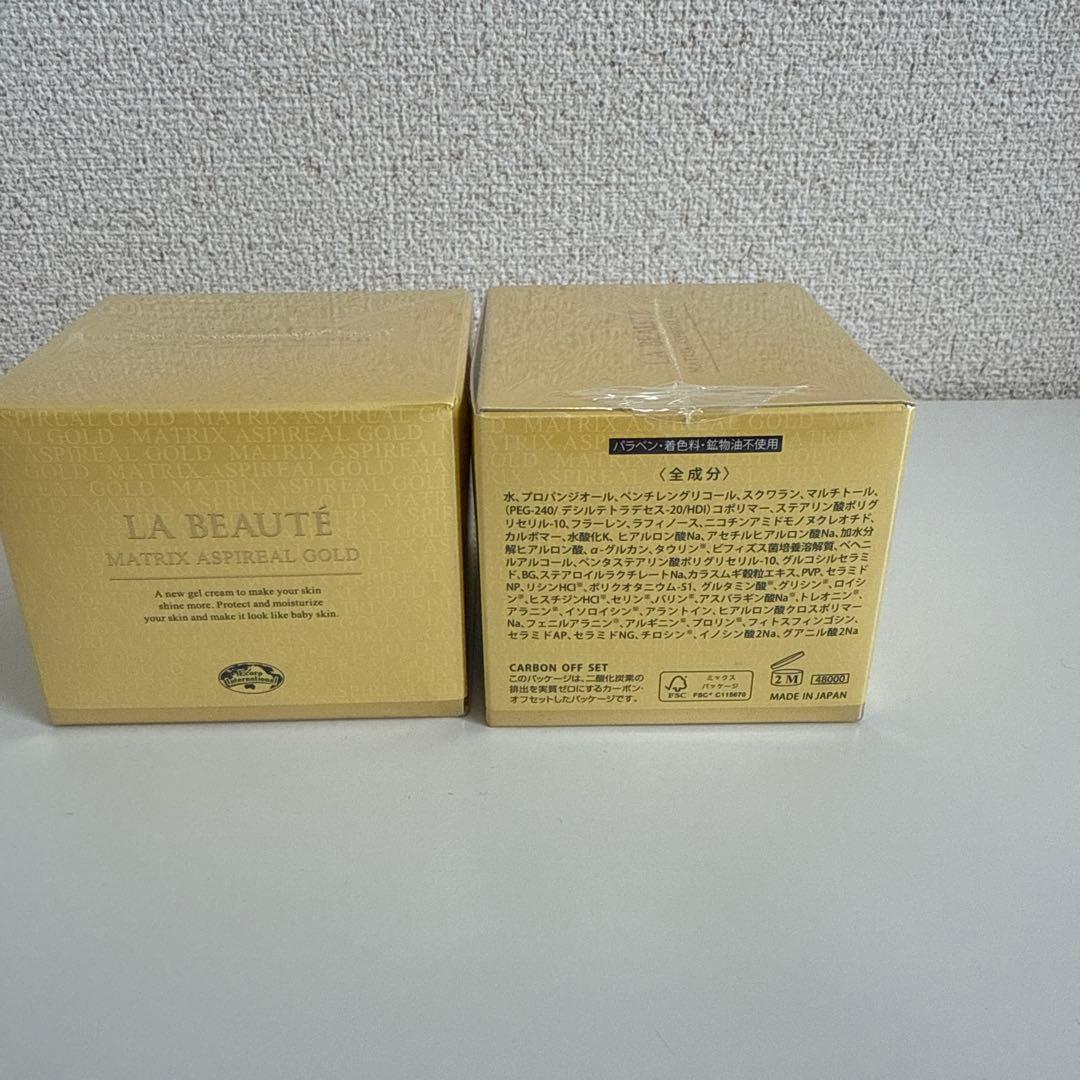 LA BEAUTÉ
MATRIX ASPIREAL GOLD
A new gel cream to make your skin
shine more. Protect and moisturize
your skin and make it look like baby skin.
Ecorp
International
パラベン・着色料・鉱物油不使用
〈全成分〉
水、プロパンジオール、ペンチレングリコール、スクワラン、マルチトール、
(PEG-240/デシルテトラデセス-20/HDI)コポリマー、ステアリン酸ポリグ
リセリル-10、フラーレン、ラフィノース、ニコチンアミドモノヌクレオチド、
カルボマー、水酸化K、ヒアルロン酸Na、アセチルヒアルロン酸Na、加水分
解ヒアルロン酸、α-グルカン、タウリン※、ビフィズス菌培養溶解質、ベヘニ
ルアルコール、ペンタステアリン酸ポリグリセリル-10、グルコシルセラミ
ド、BG、ステアロイルラクチレートNa、カラスムギ穀粒エキス、PVP、セラミド
NP、リシンHCl※、ポリクオタニウム-51、グルタミン酸※、グリシン※、ロイシ
ン※、ヒスチジンHCl※、セリン※、バリン※、アスパラギン酸Na※、トレオニン※、
アラニン※、イソロイシン※、アラントイン、ヒアルロン酸クロスポリマー
Na、フェニルアラニン※、アルギニン※、プロリン※、フィトスフィンゴシン、
セラミドAP、セラミドNG、チロシン※、イノシン酸2Na、グアニル酸2Na
CARBON OFF SET
このパッケージは、二酸化炭素の
排出を実質ゼロにするカーボン・
オフセットしたパッケージです。
FSC
ミックス
パッケージ
FSC® C115670
2 M
48000
MADE IN JAPAN